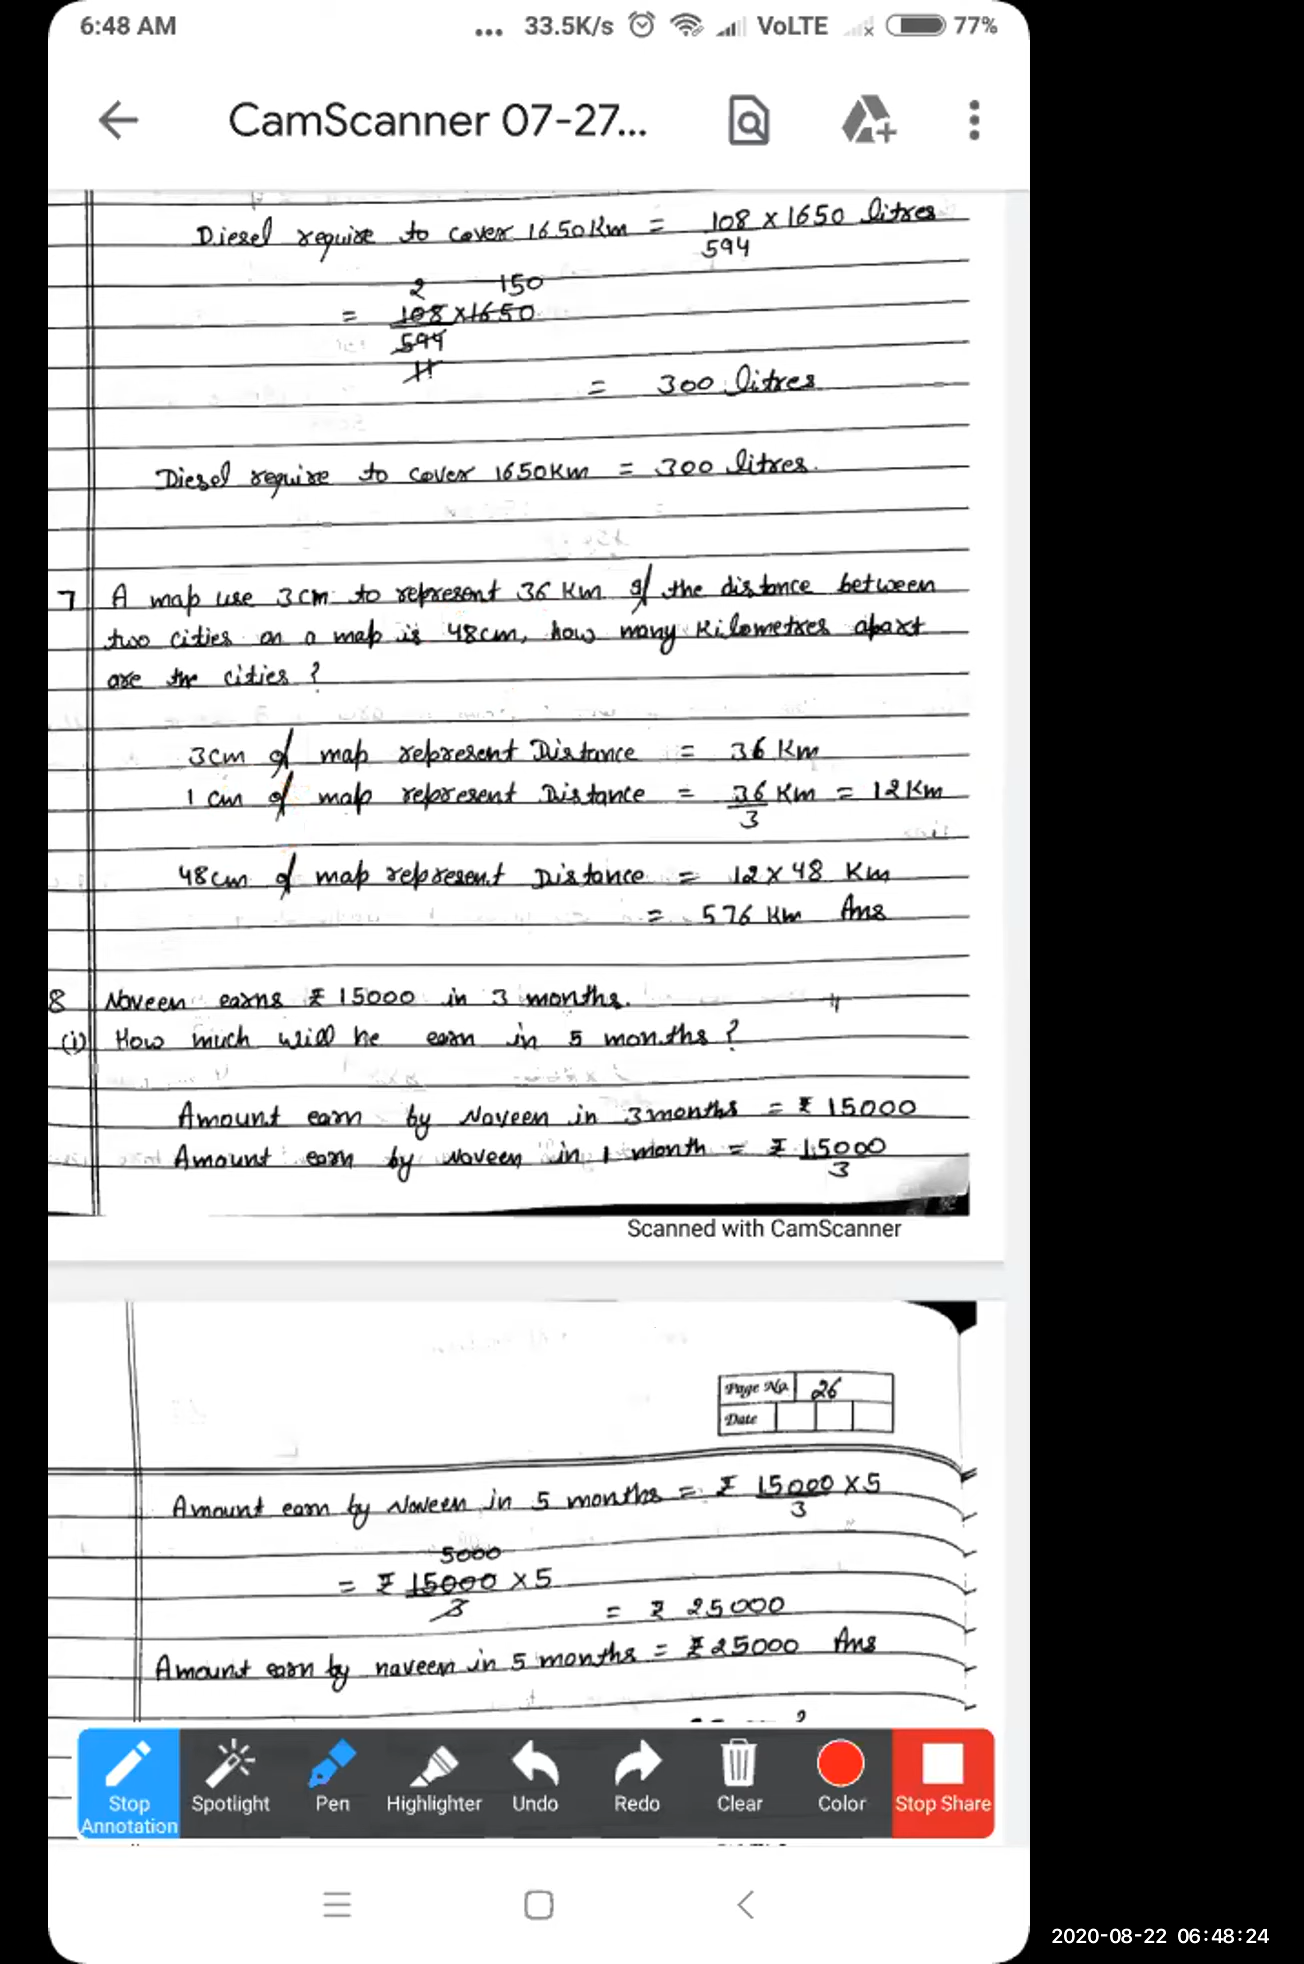 6:48 AM ... 33.5K/s VoLTE 77%
CamScanner 07-27...
Diesel require to cover 1650Km = 108 x 1650 litres
594
2 150
= 108 x 1650
594
11
= 300 litres
Diesel require to cover 1650Km = 300 litres.
7 A map use 3cm to represent 36 Km If the distance between
two cities on a map is 48cm, how many Kilometres apart
are the cities ?
3cm of map represent Distance = 36 Km
1 cm of map represent Distance = 36 Km = 12Km
3
48cm of map represent Distance = 12 x 48 Km
= 576 Km Ans
8 Naveen earns ₹ 15000 in 3 months.
(i) How much will he earn in 5 months ?
Amount earn by Naveen in 3months = ₹ 15000
Amount earn by Naveen in 1 month = ₹ 15000
3
Scanned with CamScanner
Page No. 26
Date
Amount earn by Naveen in 5 months = ₹ 15000 x 5
3
5000
= ₹ 15000 x 5
3
= ₹ 25000
Amount earn by naveen in 5 months = ₹25000 Ans
Stop Annotation
Spotlight
Pen
Highlighter
Undo
Redo
Clear
Color
Stop Share
2020-08-22 06:48:24